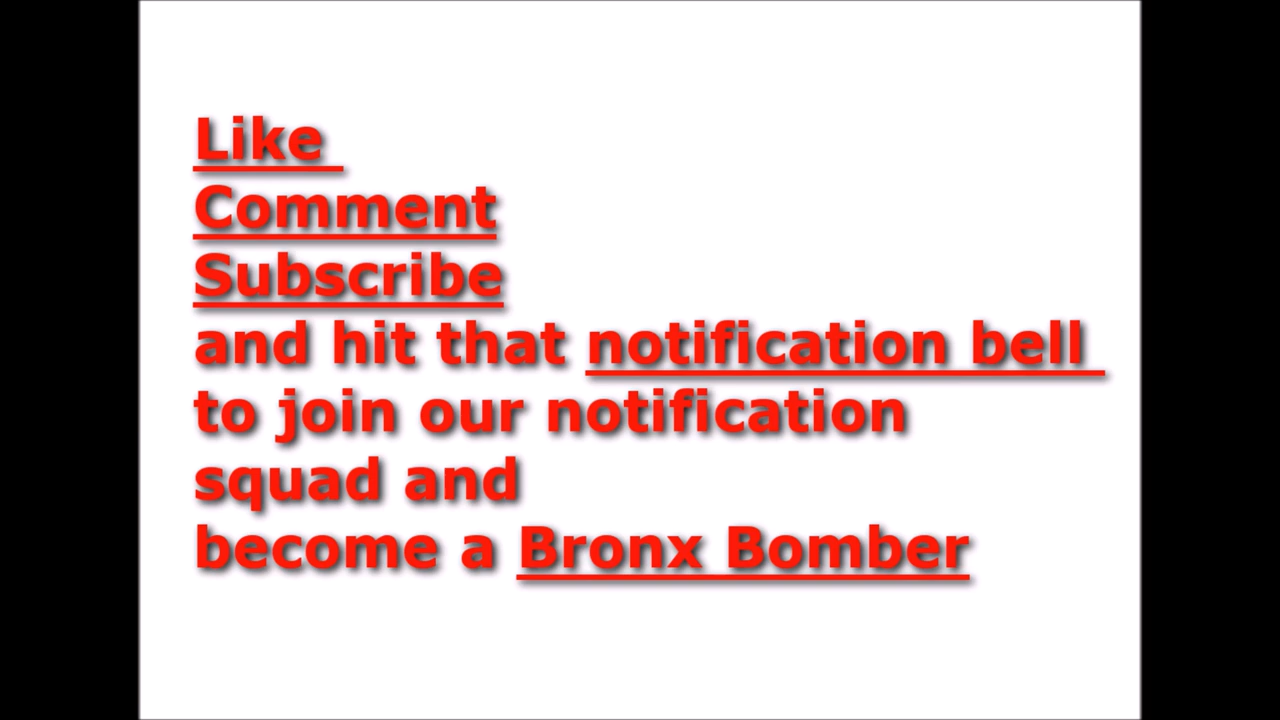 Like
Comment
Subscribe
and hit that notification bell
to join our notification
squad and
become a Bronx Bomber